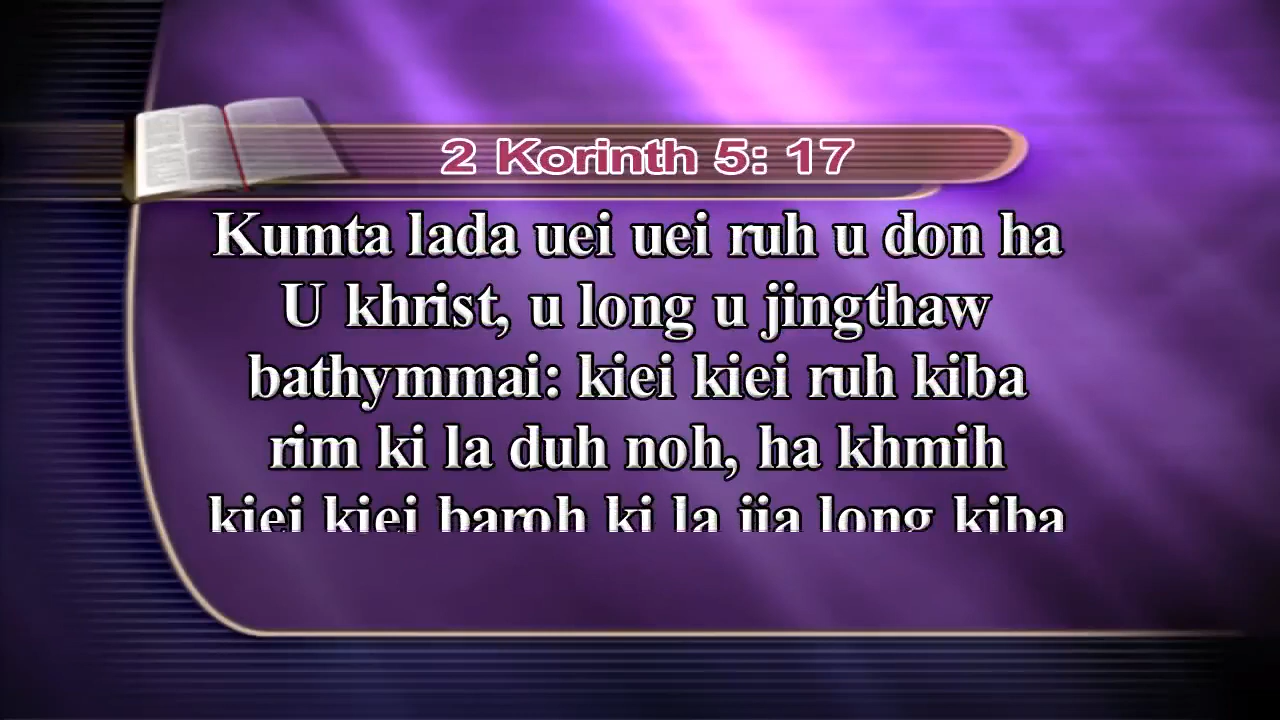 2 Korinth 5: 17
Kumta lada uei uei ruh u don ha
U khrist, u long u jingthaw
bathymmai: kiei kiei ruh kiba
rim ki la duh noh, ha khmih
kiei kiei baroh ki la jia long kiba